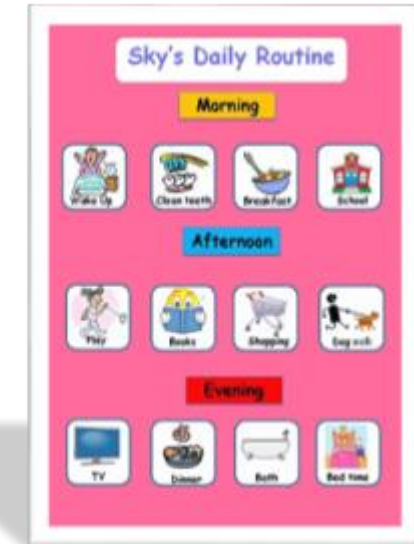 Sky's Daily Routine
Morning
Wake Up Clean teeth Breakfast School
Afternoon
Play Books Shopping
Evening
TV Dinner Bath Bed time